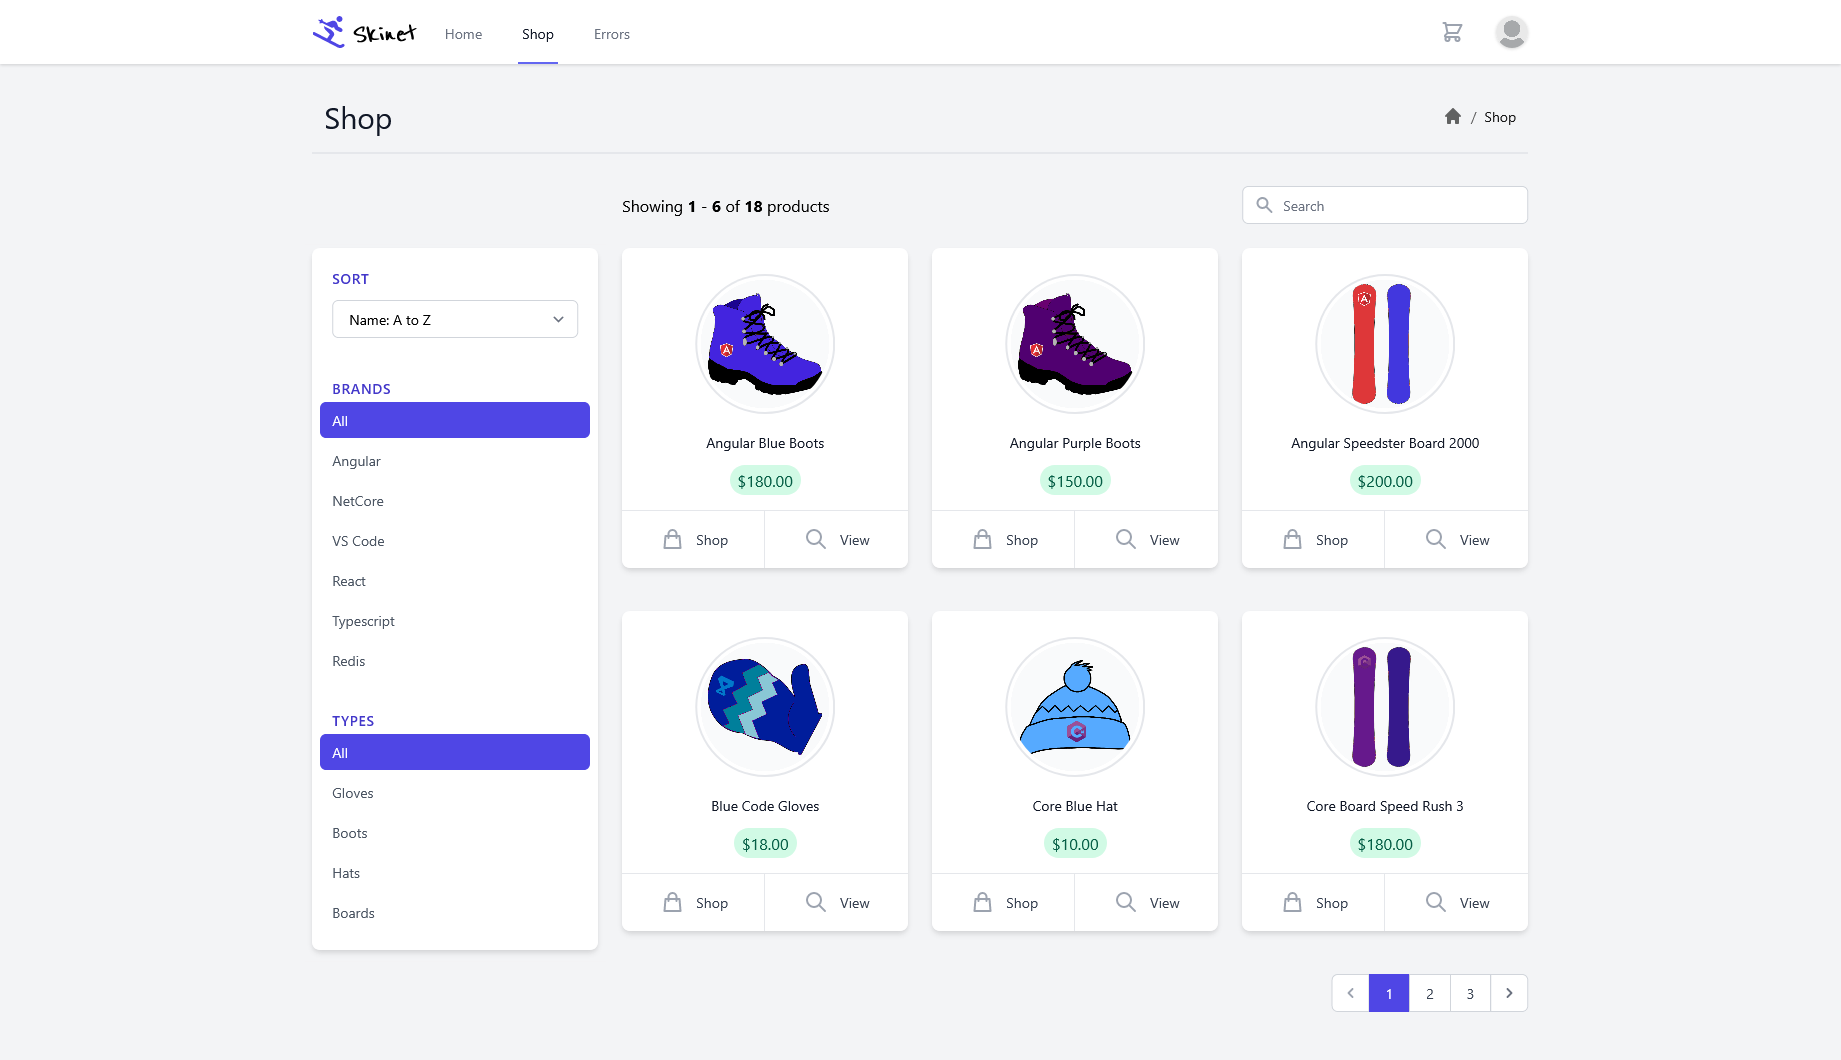 Skinet Home Shop Errors
Shop
/ Shop
Showing 1 - 6 of 18 products
Search
SORT
Name: A to Z
BRANDS
All
Angular
NetCore
VS Code
React
Typescript
Redis
TYPES
All
Gloves
Boots
Hats
Boards
Angular Blue Boots
$180.00
Shop View
Angular Purple Boots
$150.00
Shop View
Angular Speedster Board 2000
$200.00
Shop View
Blue Code Gloves
$18.00
Shop View
Core Blue Hat
$10.00
Shop View
Core Board Speed Rush 3
$180.00
Shop View
1 2 3